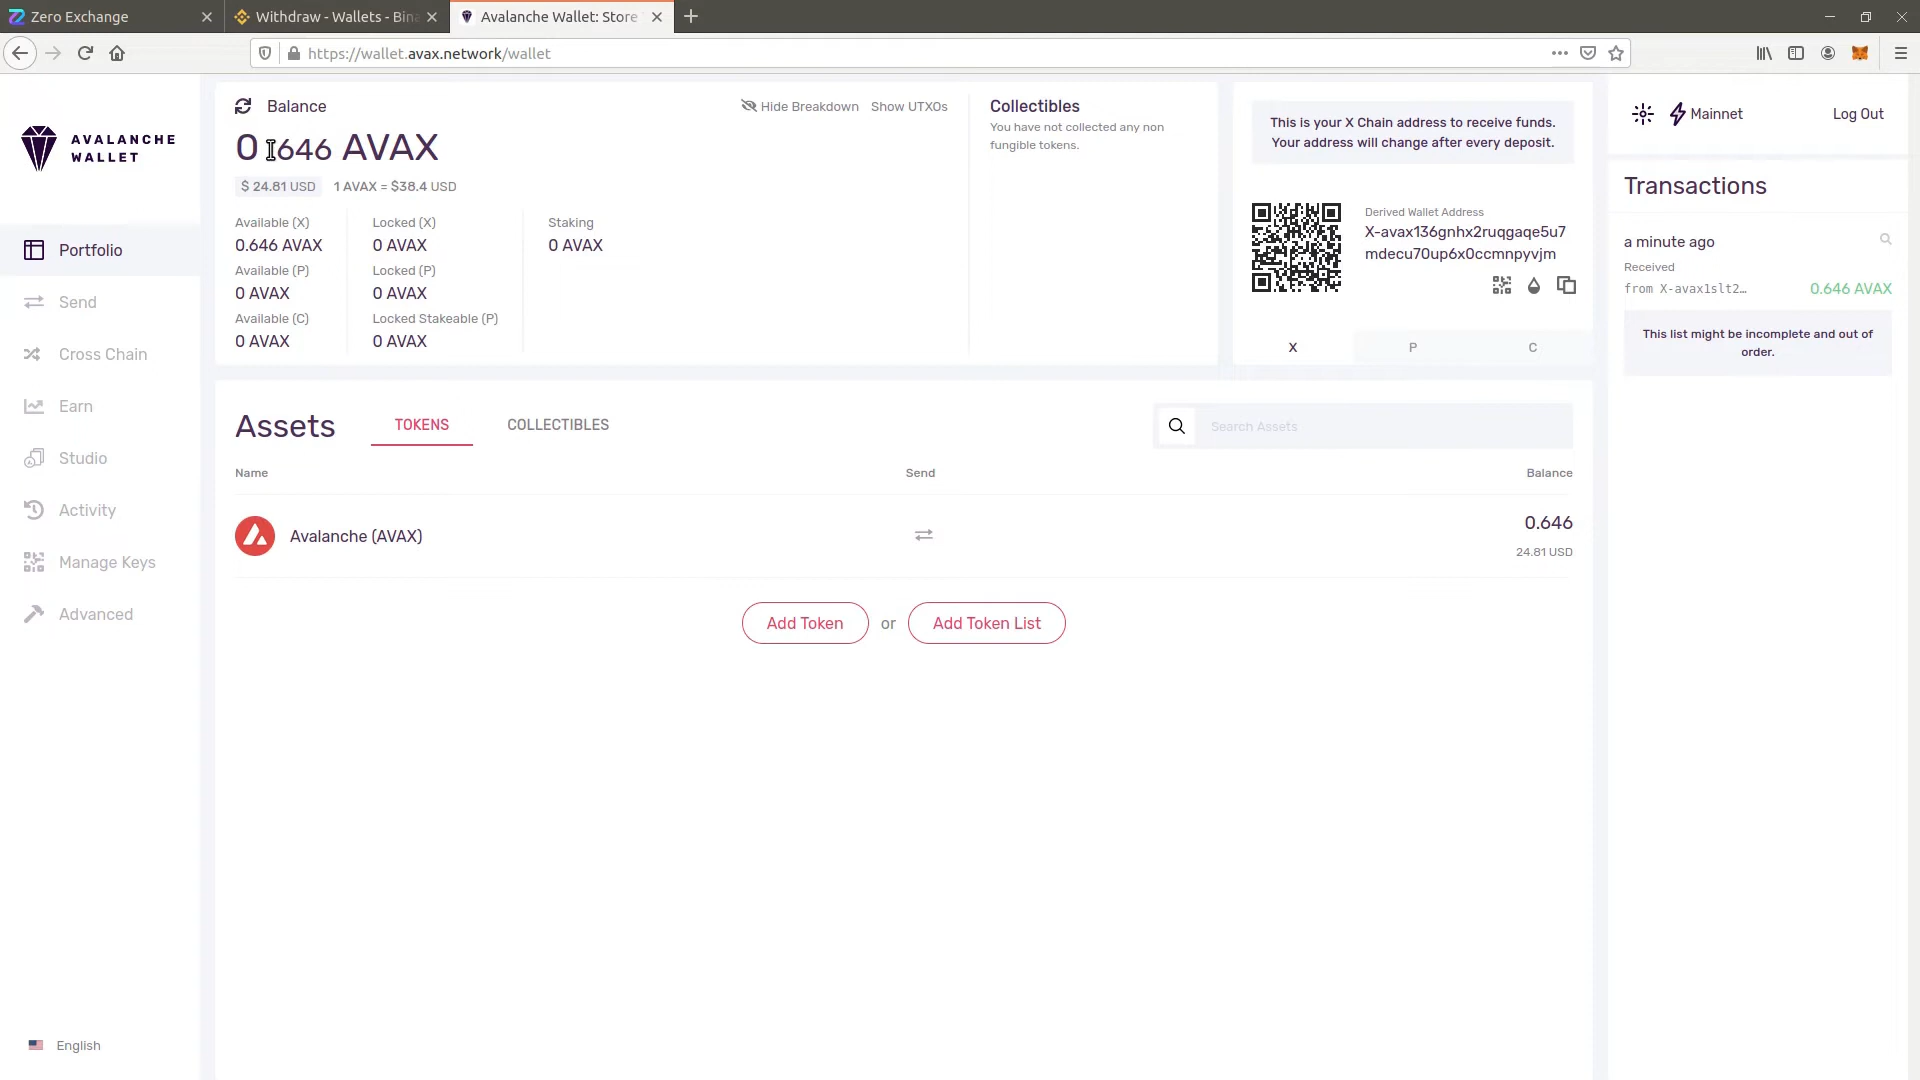 Zero Exchange
Withdraw - Wallets - Bin
Avalanche Wallet: Store
https://wallet.avax.network/wallet
AVALANCHE
WALLET
Portfolio
Send
Cross Chain
Earn
Studio
Activity
Manage Keys
Advanced
English
Balance
Hide Breakdown
Show UTXOs
0.646 AVAX
$ 24.81 USD
1 AVAX = $38.4 USD
Available (X)
0.646 AVAX
Available (P)
0 AVAX
Available (C)
0 AVAX
Locked (X)
0 AVAX
Locked (P)
0 AVAX
Locked Stakeable (P)
0 AVAX
Staking
0 AVAX
Collectibles
You have not collected any non
fungible tokens.
This is your X Chain address to receive funds.
Your address will change after every deposit.
Derived Wallet Address
X-avax136gnhx2ruqgaqe5u7
mdecu70up6x0ccmnpyvjm
X
P
C
Assets
TOKENS
COLLECTIBLES
Search Assets
Name
Send
Balance
Avalanche (AVAX)
0.646
24.81 USD
Add Token
or
Add Token List
Mainnet
Log Out
Transactions
a minute ago
Received
from X-avax1slt2…
0.646 AVAX
This list might be incomplete and out of
order.